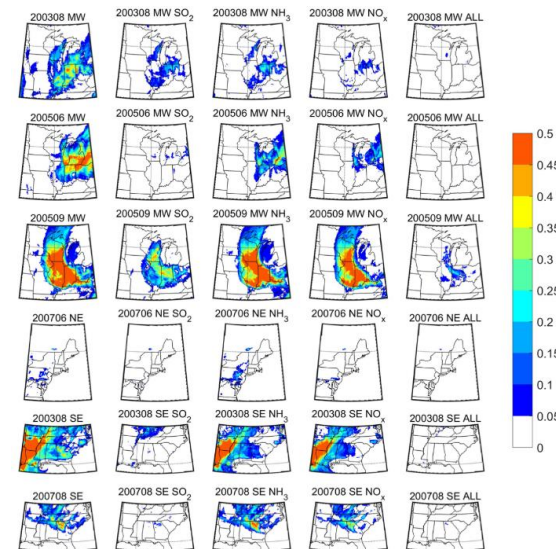 200308 MW
200308 MW SO₂
200308 MW NH₃
200308 MW NOₓ
200308 MW ALL
200506 MW
200506 MW SO₂
200506 MW NH₃
200506 MW NOₓ
200506 MW ALL
200509 MW
200509 MW SO₂
200509 MW NH₃
200509 MW NOₓ
200509 MW ALL
200706 NE
200706 NE SO₂
200706 NE NH₃
200706 NE NOₓ
200706 NE ALL
200308 SE
200308 SE SO₂
200308 SE NH₃
200308 SE NOₓ
200308 SE ALL
200708 SE
200708 SE SO₂
200708 SE NH₃
200708 SE NOₓ
200708 SE ALL
0.5
0.45
0.4
0.35
0.3
0.25
0.2
0.15
0.1
0.05
0